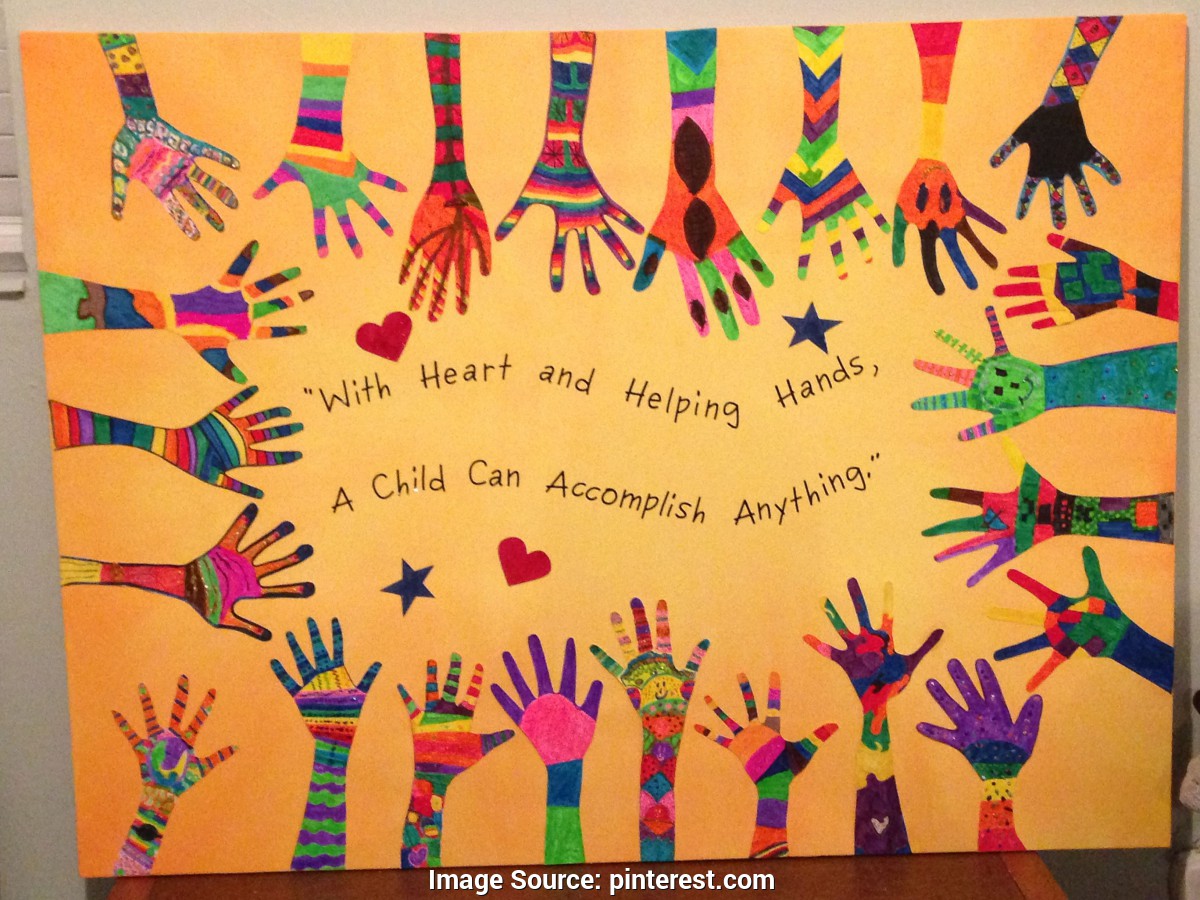 "With Heart and Helping Hands,
A Child Can Accomplish Anything."
Image Source: pinterest.com